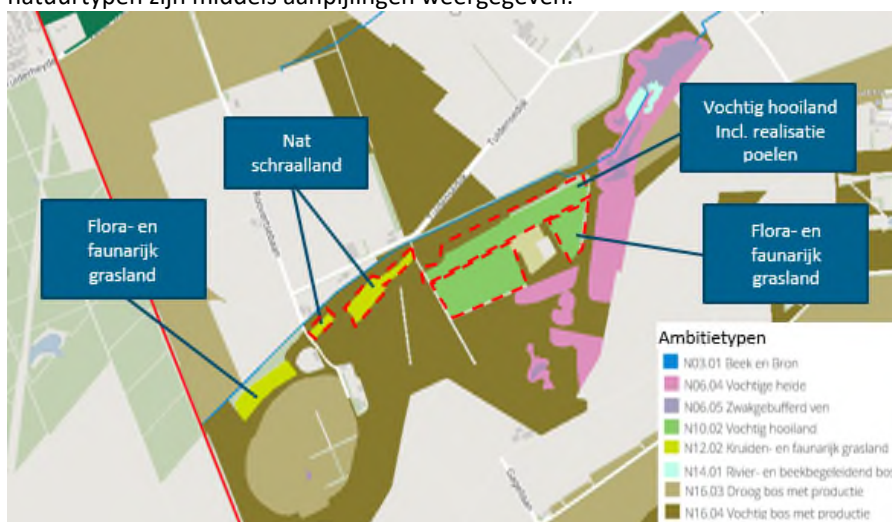 natuurtypen zijn middels aanpijlingen weergegeven.
Tulderheyde
Nat
schraalland
Flora- en
faunarijk
grasland
Roovertsebaan
Tuldersedijk
Vochtig hooiland
Incl. realisatie
poelen
Flora- en
faunarijk
grasland
Ambitietypen
N03.01 Beek en Bron
N06.04 Vochtige heide
N06.05 Zwakgebufferd ven
N10.02 Vochtig hooiland
N12.02 Kruiden- en faunarijk grasland
N14.01 Rivier- en beekbegeleidend bos
N16.03 Droog bos met productie
N16.04 Vochtig bos met productie